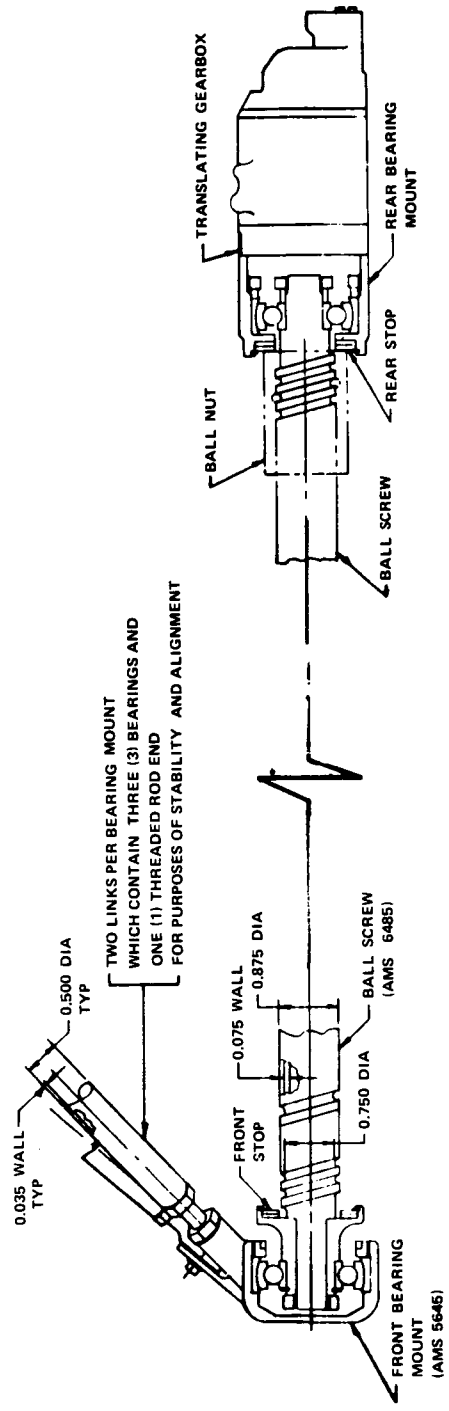 0.035 WALL
TYP
0.500 DIA
TYP
TWO LINKS PER BEARING MOUNT
WHICH CONTAIN THREE (3) BEARINGS AND
ONE (1) THREADED ROD END
FOR PURPOSES OF STABILITY AND ALIGNMENT
FRONT
STOP
0.075 WALL
0.875 DIA
0.750 DIA
BALL SCREW
(AMS 6485)
FRONT BEARING
MOUNT
(AMS 5645)
BALL NUT
TRANSLATING GEARBOX
BALL SCREW
REAR STOP
REAR BEARING
MOUNT